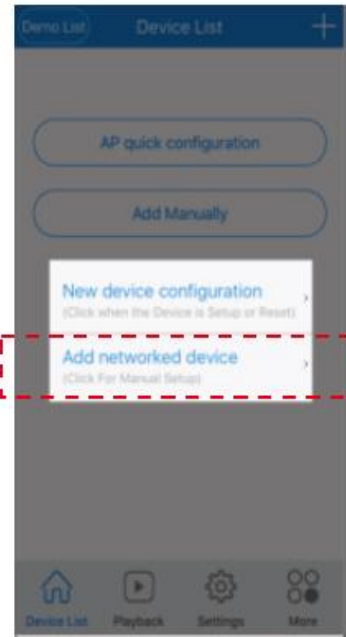 Demo List Device List +
AP quick configuration
Add Manually
New device configuration
(Click when the Device is Setup or Reset)
Add networked device
(Click For Manual Setup)
Device List Playback Settings More